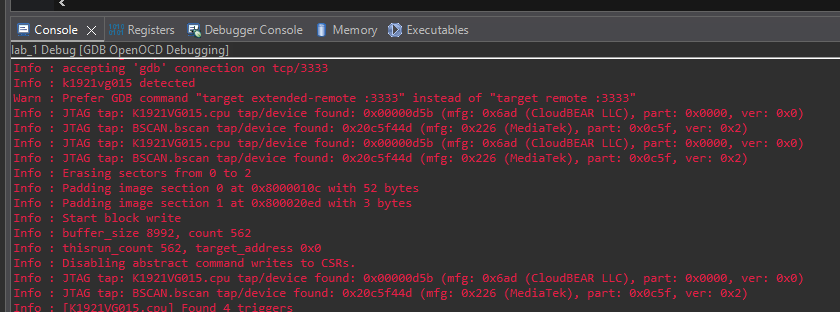 Console Registers Debugger Console Memory Executables
lab_1 Debug [GDB OpenOCD Debugging]
Info : accepting 'gdb' connection on tcp/3333
Info : k1921vg015 detected
Warn : Prefer GDB command "target extended-remote :3333" instead of "target remote :3333"
Info : JTAG tap: K1921VG015.cpu tap/device found: 0x00000d5b (mfg: 0x6ad (CloudBEAR LLC), part: 0x0000, ver: 0x0)
Info : JTAG tap: BSCAN.bscan tap/device found: 0x20c5f44d (mfg: 0x226 (MediaTek), part: 0x0c5f, ver: 0x2)
Info : JTAG tap: K1921VG015.cpu tap/device found: 0x00000d5b (mfg: 0x6ad (CloudBEAR LLC), part: 0x0000, ver: 0x0)
Info : JTAG tap: BSCAN.bscan tap/device found: 0x20c5f44d (mfg: 0x226 (MediaTek), part: 0x0c5f, ver: 0x2)
Info : Erasing sectors from 0 to 2
Info : Padding image section 0 at 0x8000010c with 52 bytes
Info : Padding image section 1 at 0x800020ed with 3 bytes
Info : Start block write
Info : buffer_size 8992, count 562
Info : thisrun_count 562, target_address 0x0
Info : Disabling abstract command writes to CSRs.
Info : JTAG tap: K1921VG015.cpu tap/device found: 0x00000d5b (mfg: 0x6ad (CloudBEAR LLC), part: 0x0000, ver: 0x0)
Info : JTAG tap: BSCAN.bscan tap/device found: 0x20c5f44d (mfg: 0x226 (MediaTek), part: 0x0c5f, ver: 0x2)
Info : [K1921VG015.cpu] Found 4 triggers